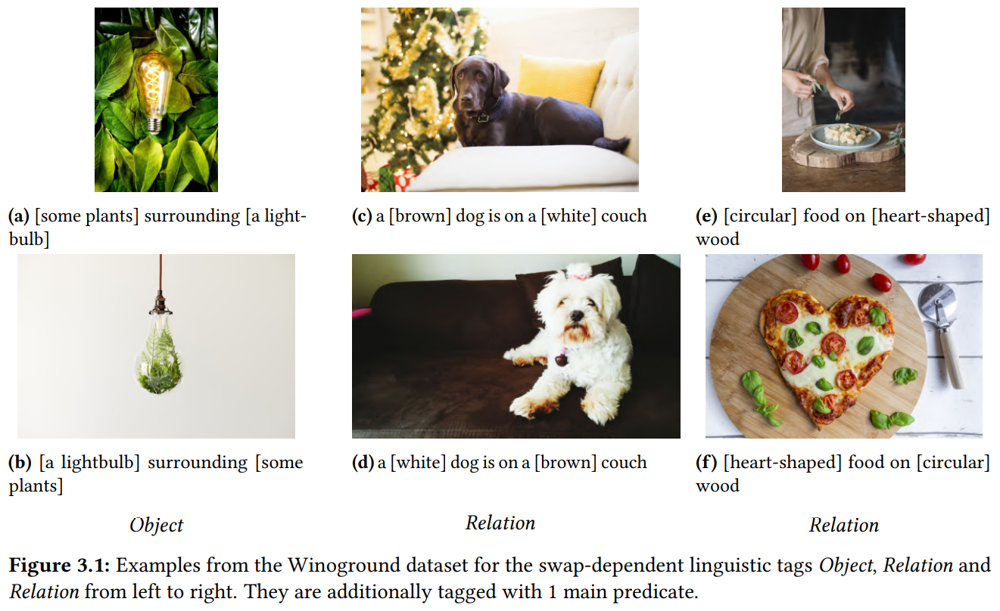 (a) [some plants] surrounding [a light-
bulb]
(c) a [brown] dog is on a [white] couch
(e) [circular] food on [heart-shaped]
wood
(b) [a lightbulb] surrounding [some
plants]
(d) a [white] dog is on a [brown] couch
(f) [heart-shaped] food on [circular]
wood
Object
Relation
Relation
Figure 3.1: Examples from the Winoground dataset for the swap-dependent linguistic tags Object, Relation and
Relation from left to right. They are additionally tagged with 1 main predicate.